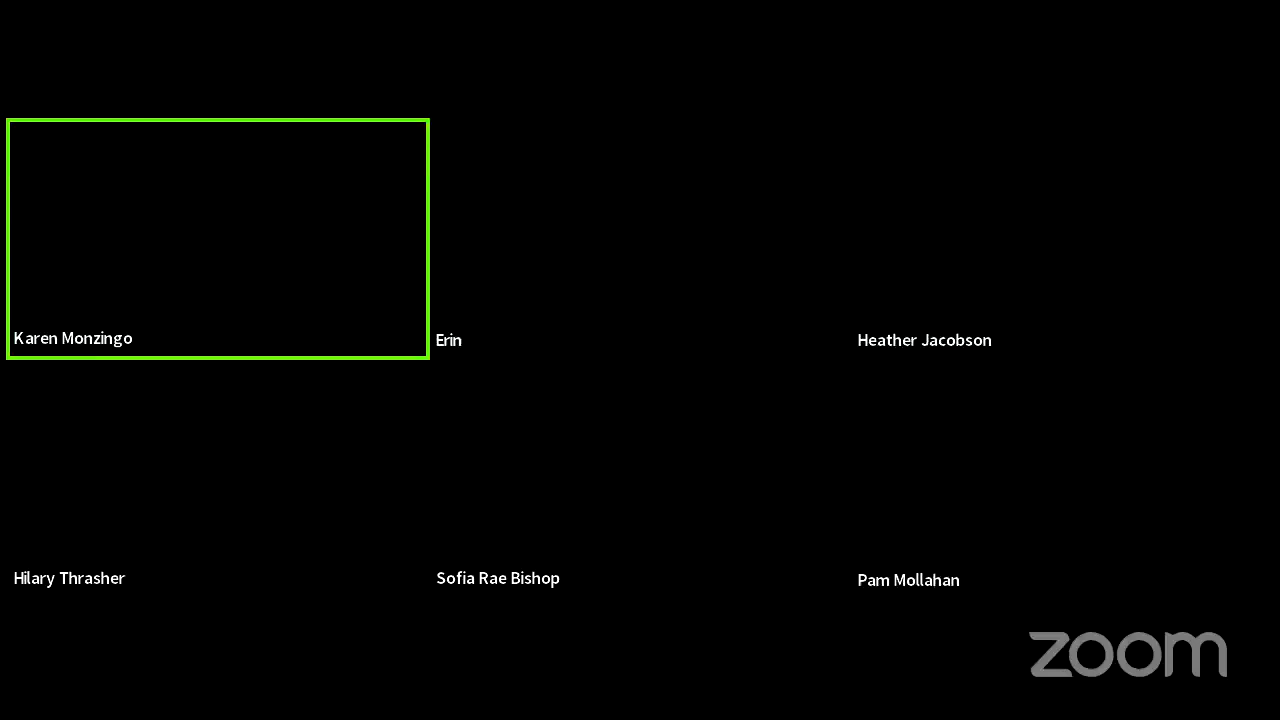 Karen Monzingo
Erin
Heather Jacobson
Hilary Thrasher
Sofia Rae Bishop
Pam Mollahan
zoom